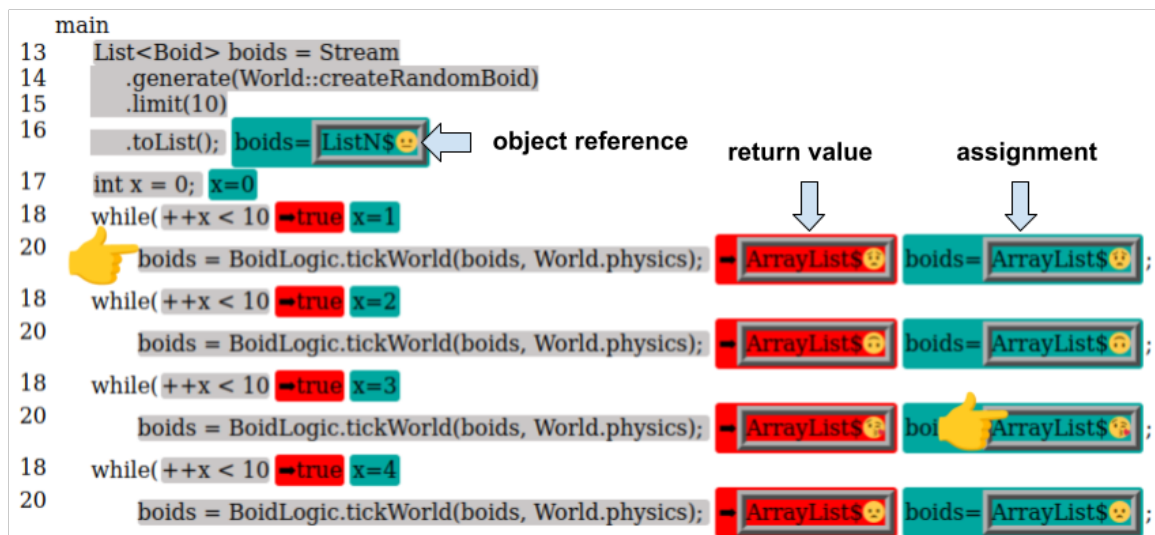 main
13 List<Boid> boids = Stream
14 .generate(World::createRandomBoid)
15 .limit(10)
16 .toList(); boids= ListN$😐 object reference
return value assignment
17 int x = 0; x=0
18 while( ++x < 10 ➡true x=1
20 boids = BoidLogic.tickWorld(boids, World.physics); ➡ ArrayList$😟 boids= ArrayList$😟 ;
18 while( ++x < 10 ➡true x=2
20 boids = BoidLogic.tickWorld(boids, World.physics); ➡ ArrayList$🙃 boids= ArrayList$🙃 ;
18 while( ++x < 10 ➡true x=3
20 boids = BoidLogic.tickWorld(boids, World.physics); ➡ ArrayList$😘 boi ArrayList$😘 ;
18 while( ++x < 10 ➡true x=4
20 boids = BoidLogic.tickWorld(boids, World.physics); ➡ ArrayList$😟 boids= ArrayList$😟 ;